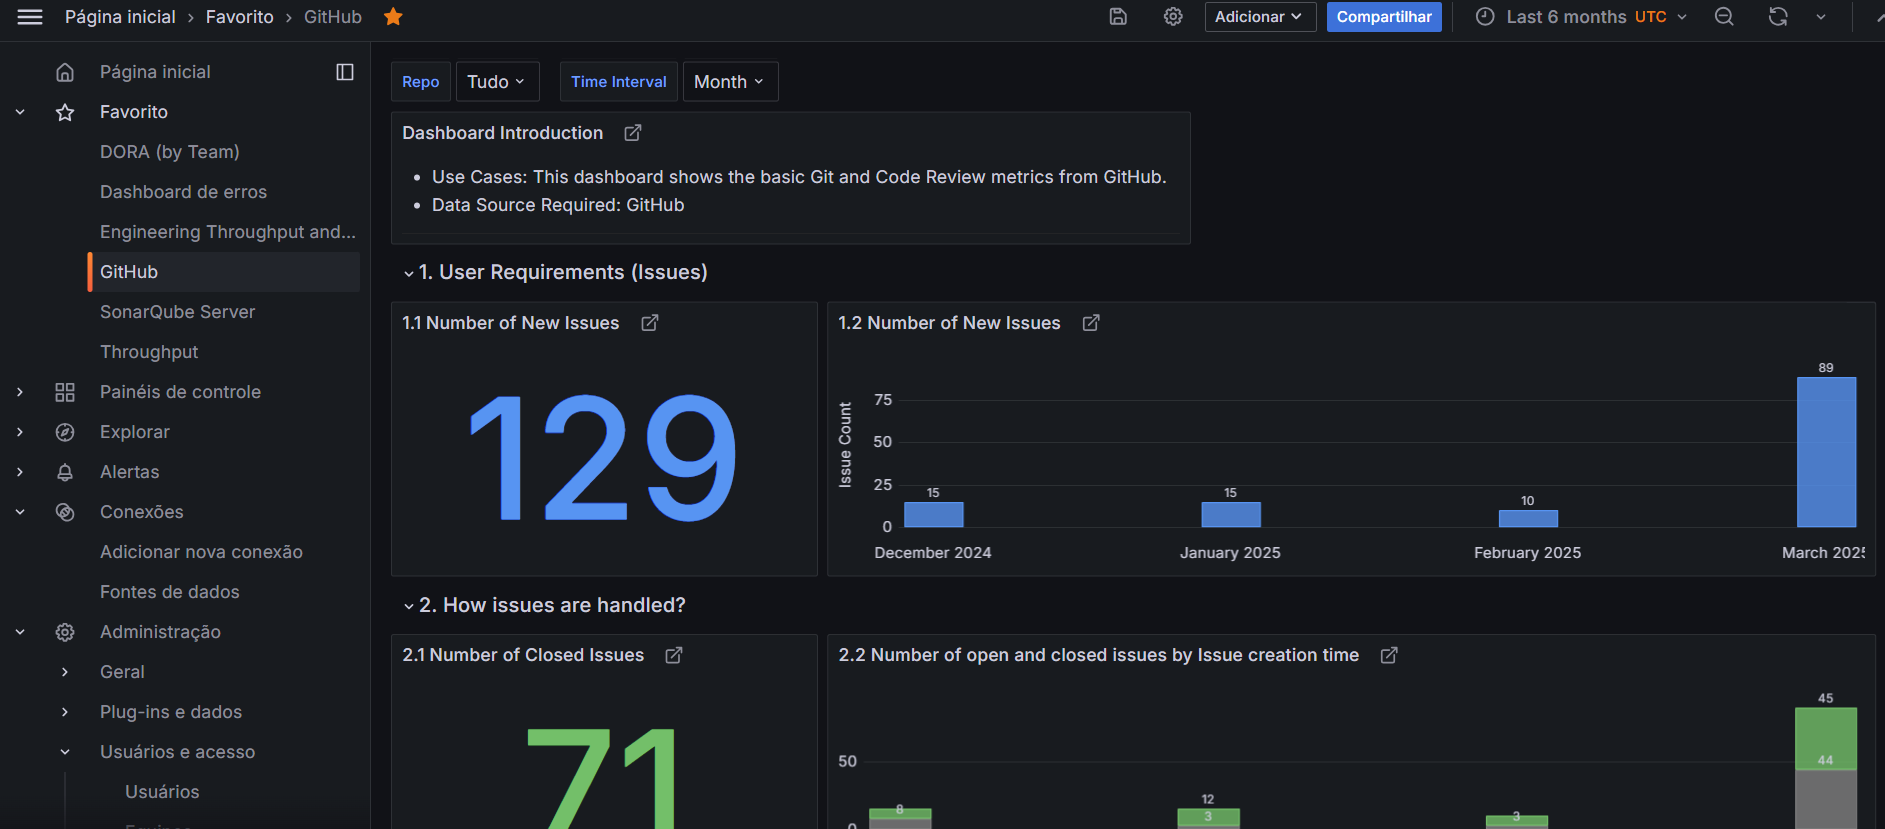 Página inicial › Favorito › GitHub
Adicionar
Compartilhar
Last 6 months UTC
Página inicial
Favorito
DORA (by Team)
Dashboard de erros
Engineering Throughput and...
GitHub
SonarQube Server
Throughput
Painéis de controle
Explorar
Alertas
Conexões
Adicionar nova conexão
Fontes de dados
Administração
Geral
Plug-ins e dados
Usuários e acesso
Usuários
Repo Tudo Time Interval Month
Dashboard Introduction
• Use Cases: This dashboard shows the basic Git and Code Review metrics from GitHub.
• Data Source Required: GitHub
1. User Requirements (Issues)
1.1 Number of New Issues
129
1.2 Number of New Issues
Issue Count
75
50
25
0
15
15
10
89
December 2024
January 2025
February 2025
March 2025
2. How issues are handled?
2.1 Number of Closed Issues
71
2.2 Number of open and closed issues by Issue creation time
50
0
8
12
3
3
45
44